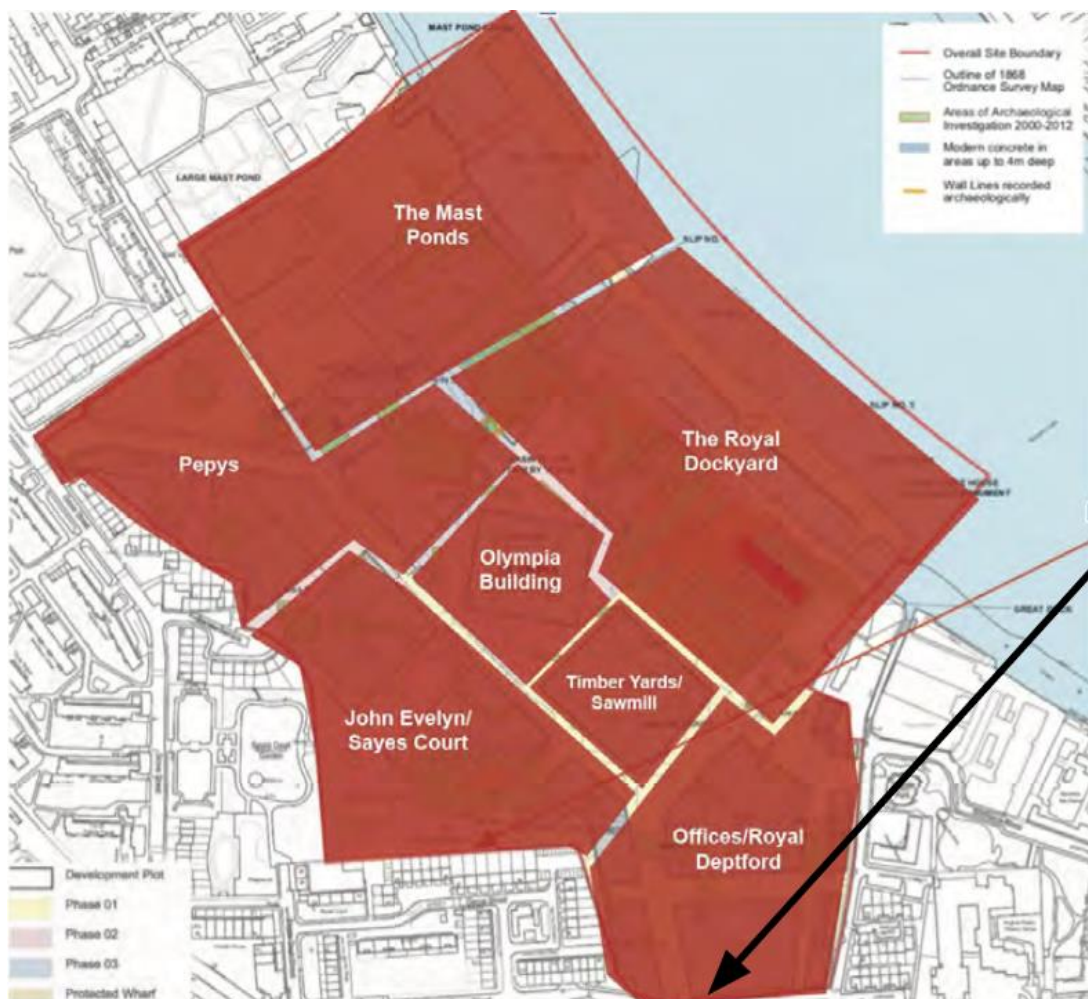 MAST POND
Overall Site Boundary
Outline of 1868
Ordnance Survey Map
Areas of Archaeological
Investigation 2000-2012
Modern concrete in
areas up to 4m deep
Wall Lines recorded
archaeologically
LARGE MAST POND
The Mast
Ponds
SLIP NO.
SLIP NO. 1
The Royal
Dockyard
Pepys
HOUSE
Olympia
Building
GREAT DOCK
Timber Yards/
Sawmill
John Evelyn/
Sayes Court
Offices/Royal
Deptford
Development Plot
Phase 01
Phase 02
Phase 03
Protected Wharf